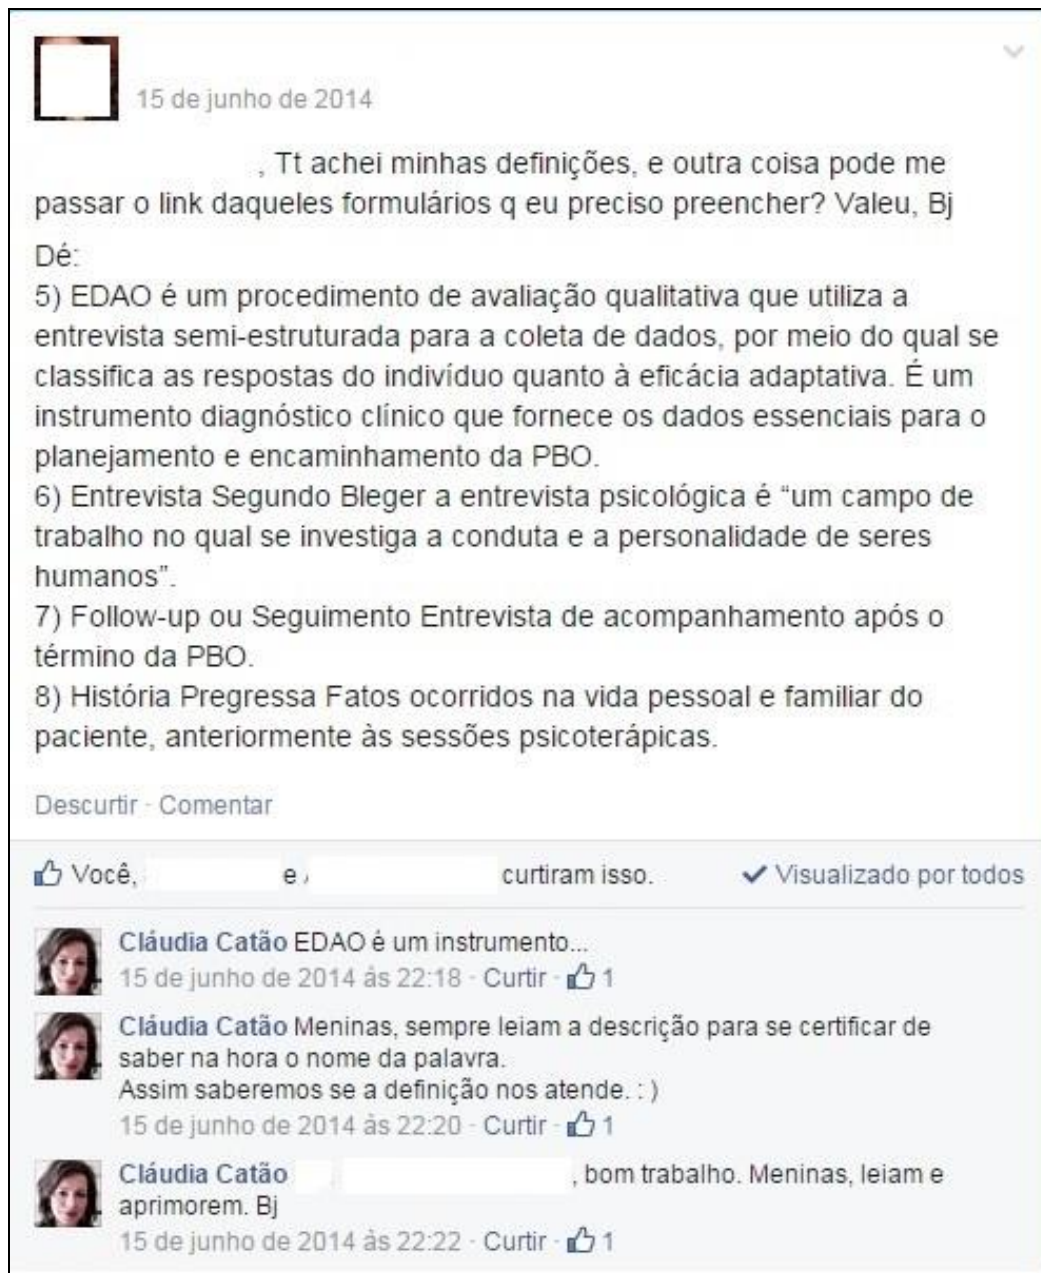 15 de junho de 2014
, Tt achei minhas definições, e outra coisa pode me
passar o link daqueles formulários q eu preciso preencher? Valeu, Bj
Dé:
5) EDAO é um procedimento de avaliação qualitativa que utiliza a
entrevista semi-estruturada para a coleta de dados, por meio do qual se
classifica as respostas do indivíduo quanto à eficácia adaptativa. É um
instrumento diagnóstico clínico que fornece os dados essenciais para o
planejamento e encaminhamento da PBO.
6) Entrevista Segundo Bleger a entrevista psicológica é “um campo de
trabalho no qual se investiga a conduta e a personalidade de seres
humanos”.
7) Follow-up ou Seguimento Entrevista de acompanhamento após o
término da PBO.
8) História Pregressa Fatos ocorridos na vida pessoal e familiar do
paciente, anteriormente às sessões psicoterápicas.
Descurtir · Comentar
Você, e curtiram isso. Visualizado por todos
Cláudia Catão EDAO é um instrumento...
15 de junho de 2014 às 22:18 · Curtir · 1
Cláudia Catão Meninas, sempre leiam a descrição para se certificar de
saber na hora o nome da palavra.
Assim saberemos se a definição nos atende. : )
15 de junho de 2014 às 22:20 · Curtir · 1
Cláudia Catão , bom trabalho. Meninas, leiam e
aprimorem. Bj
15 de junho de 2014 às 22:22 · Curtir · 1